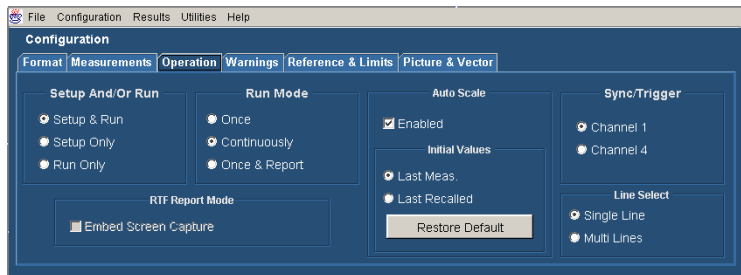 File Configuration Results Utilities Help
Configuration
Format Measurements Operation Warnings Reference & Limits Picture & Vector
Setup And/Or Run
Setup & Run
Setup Only
Run Only
Run Mode
Once
Continuously
Once & Report
RTF Report Mode
Embed Screen Capture
Auto Scale
Enabled
Initial Values
Last Meas.
Last Recalled
Restore Default
Sync/Trigger
Channel 1
Channel 4
Line Select
Single Line
Multi Lines